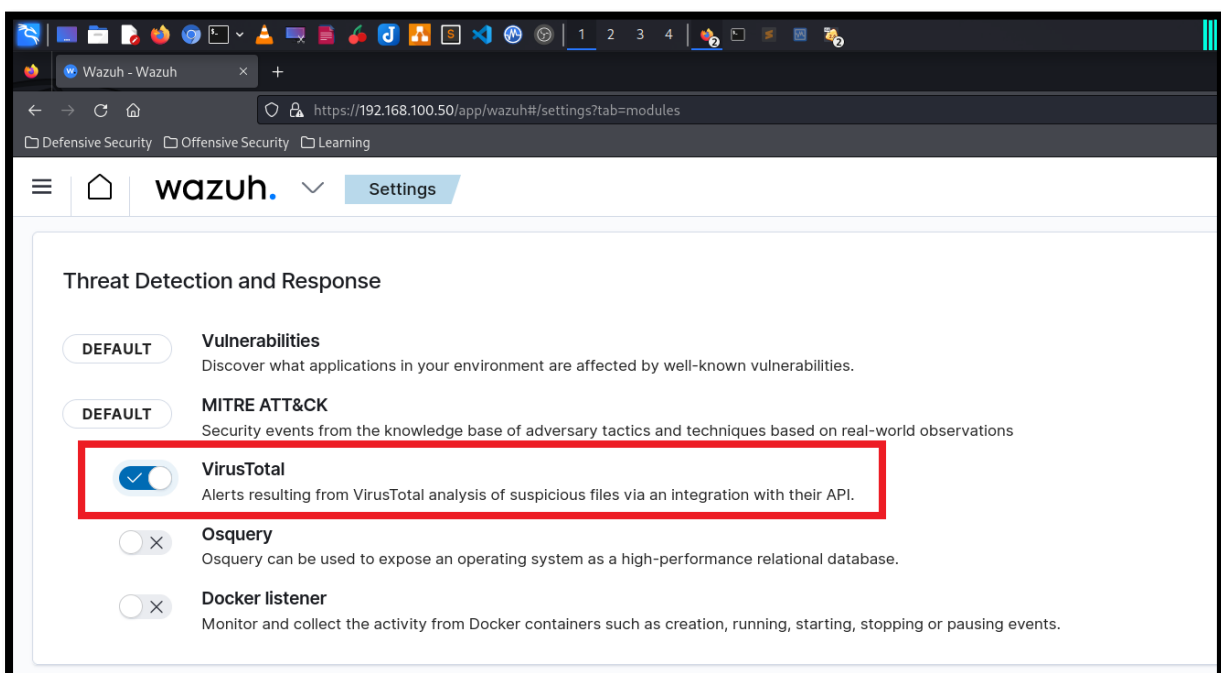 1 2 3 4
Wazuh - Wazuh
https://192.168.100.50/app/wazuh#/settings?tab=modules
Defensive Security Offensive Security Learning
wazuh. Settings
Threat Detection and Response
DEFAULT
Vulnerabilities
Discover what applications in your environment are affected by well-known vulnerabilities.
DEFAULT
MITRE ATT&CK
Security events from the knowledge base of adversary tactics and techniques based on real-world observations
VirusTotal
Alerts resulting from VirusTotal analysis of suspicious files via an integration with their API.
Osquery
Osquery can be used to expose an operating system as a high-performance relational database.
Docker listener
Monitor and collect the activity from Docker containers such as creation, running, starting, stopping or pausing events.